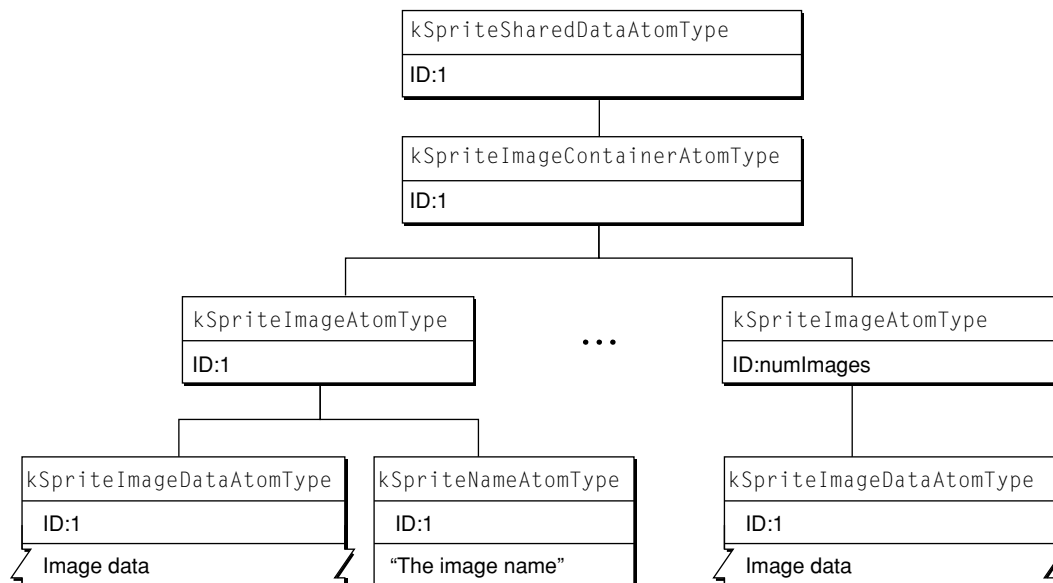 kSpriteSharedDataAtomType
ID:1
kSpriteImageContainerAtomType
ID:1
kSpriteImageAtomType
ID:1
...
kSpriteImageAtomType
ID:numImages
kSpriteImageDataAtomType
ID:1
Image data
kSpriteNameAtomType
ID:1
“The image name”
kSpriteImageDataAtomType
ID:1
Image data